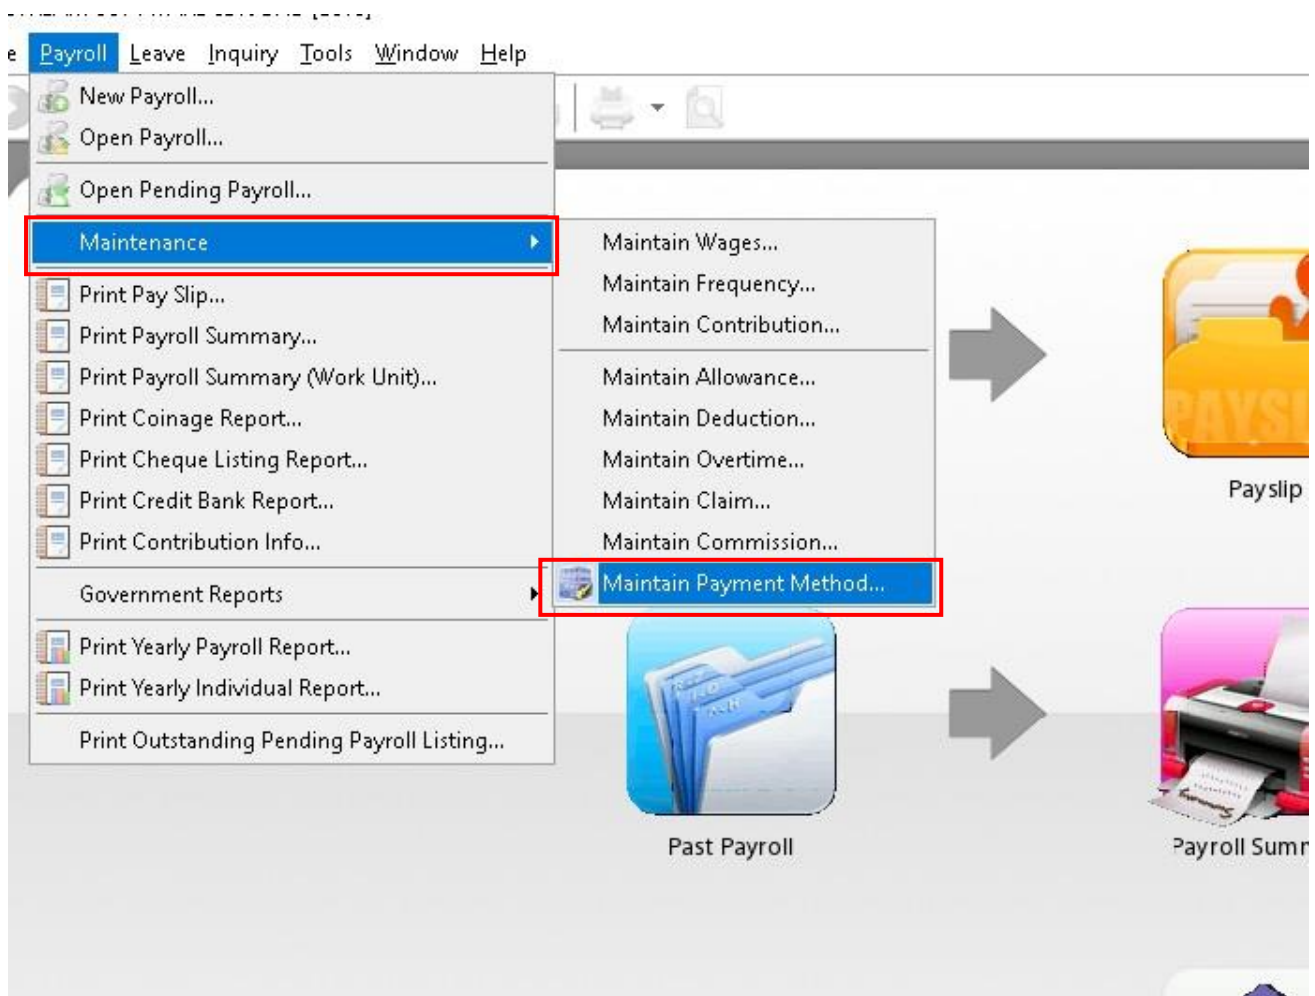 Payroll Leave Inquiry Tools Window Help
New Payroll...
Open Payroll...
Open Pending Payroll...
Maintenance
Print Pay Slip...
Print Payroll Summary...
Print Payroll Summary (Work Unit)...
Print Coinage Report...
Print Cheque Listing Report...
Print Credit Bank Report...
Print Contribution Info...
Government Reports
Print Yearly Payroll Report...
Print Yearly Individual Report...
Print Outstanding Pending Payroll Listing...
Maintain Wages...
Maintain Frequency...
Maintain Contribution...
Maintain Allowance...
Maintain Deduction...
Maintain Overtime...
Maintain Claim...
Maintain Commission...
Maintain Payment Method...
PAYSL
Payslip
Past Payroll
Summary
Payroll Summ